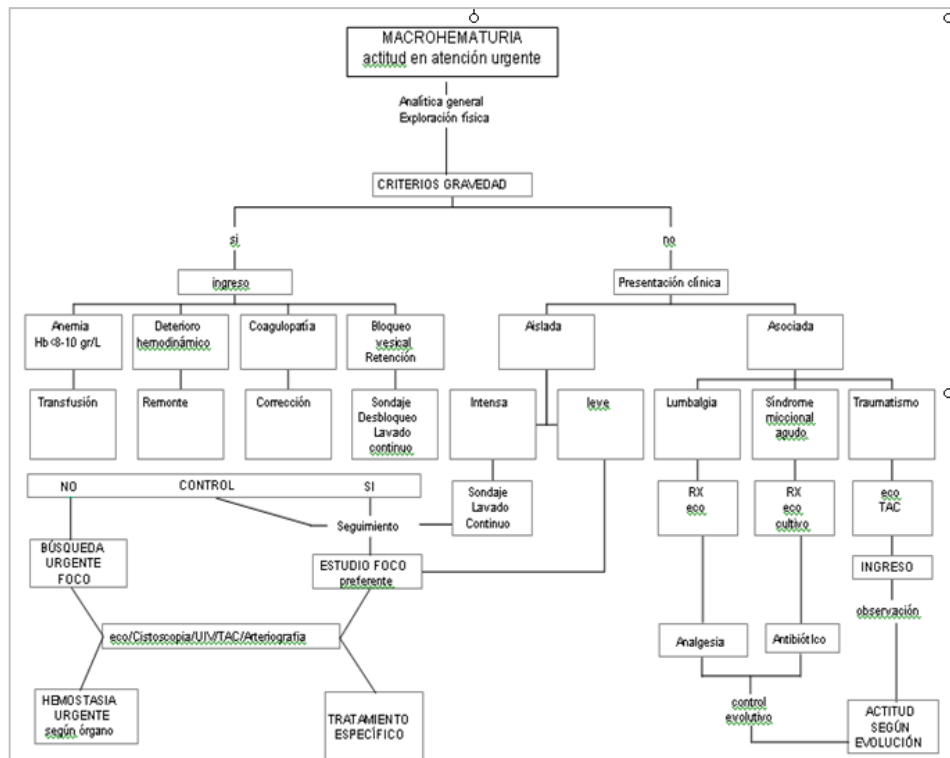 MACROHEMATURIA
actitud en atención urgente
Analítica general
Exploración física
CRITERIOS GRAVEDAD
si
no
ingreso
Presentación clínica
Anemia
Hb<8-10 gr/L
Deterioro
hemodinámico
Coagulopatía
Bloqueo
vesical
Retención
Aislada
Asociada
Transfusión
Remonte
Corrección
Sondaje
Desbloqueo
Lavado
continuo
Intensa
leve
Lumbalgia
Síndrome
miccional
agudo
Traumatismo
NO
CONTROL
SI
Seguimiento
Sondaje
Lavado
Continuo
RX
eco
RX
eco
cultivo
eco
TAC
BÚSQUEDA
URGENTE
FOCO
ESTUDIO FOCO
preferente
INGRESO
observación
eco/Cistoscopia/UIV/TAC/Arteriografia
Analgesia
Antibiótico
HEMOSTASIA
URGENTE
según órgano
TRATAMIENTO
ESPECÍFICO
control
evolutivo
ACTITUD
SEGÚN
EVOLUCIÓN